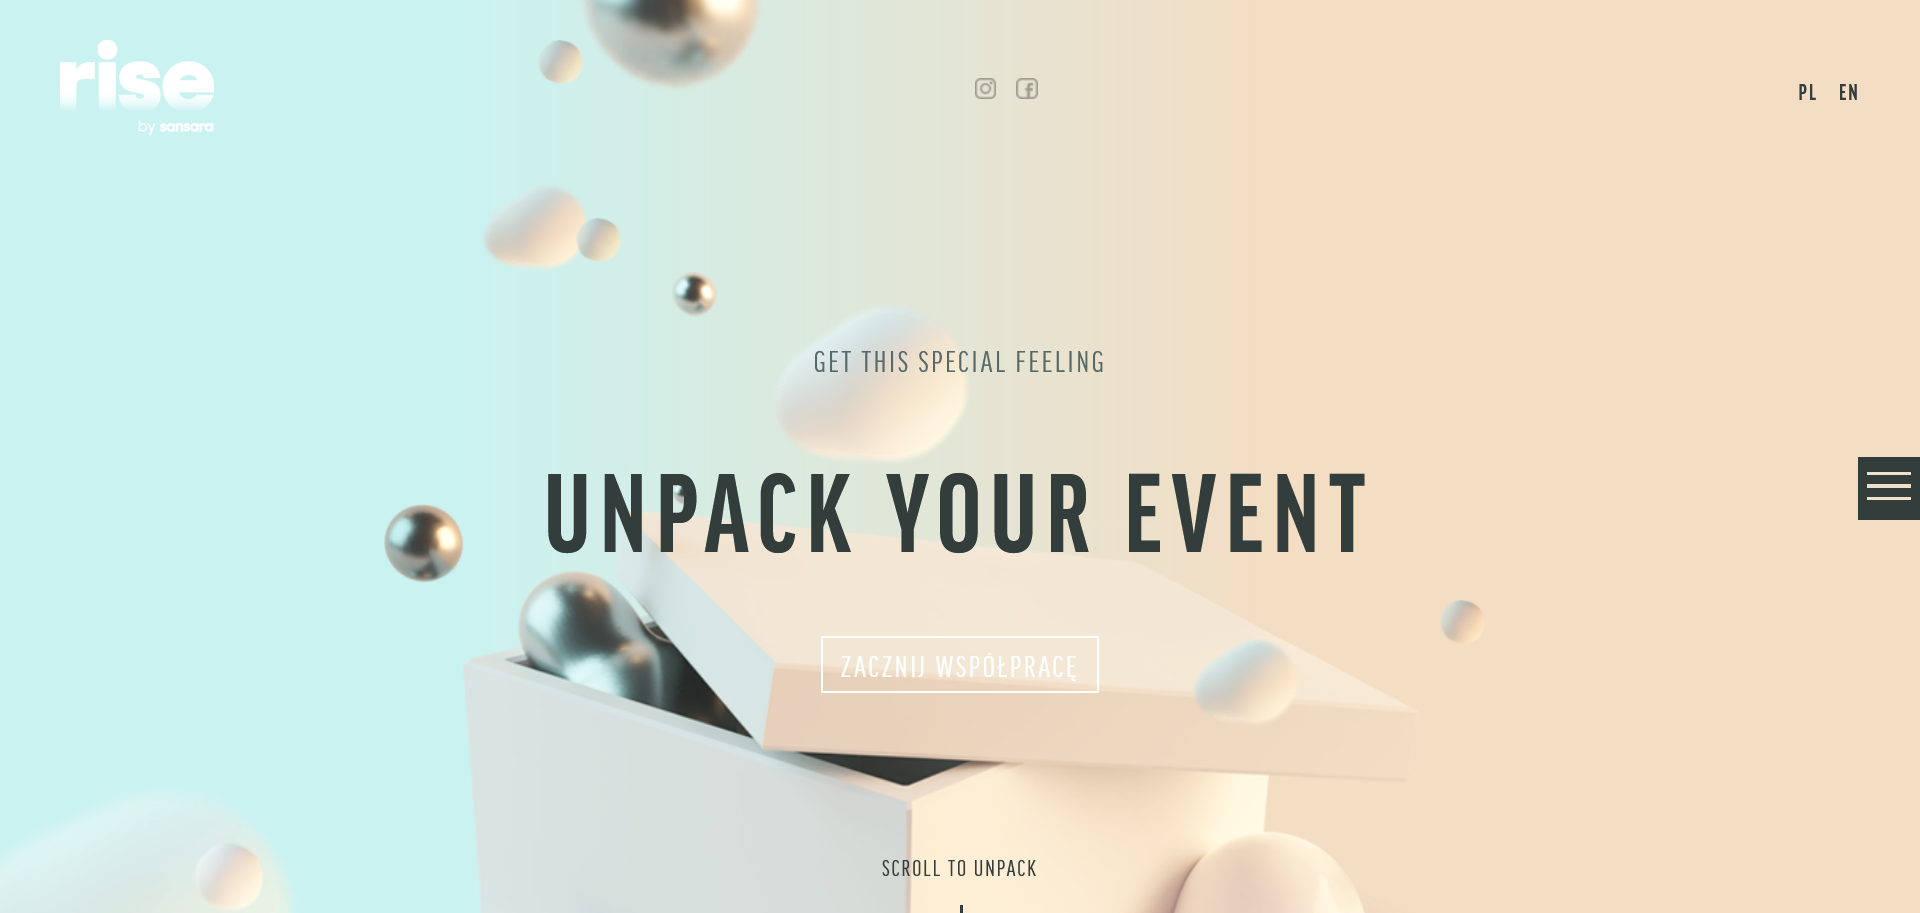 rise
by sansara
PL EN
GET THIS SPECIAL FEELING
UNPACK YOUR EVENT
ZACZNIJ WSPÓŁPRACĘ
SCROLL TO UNPACK